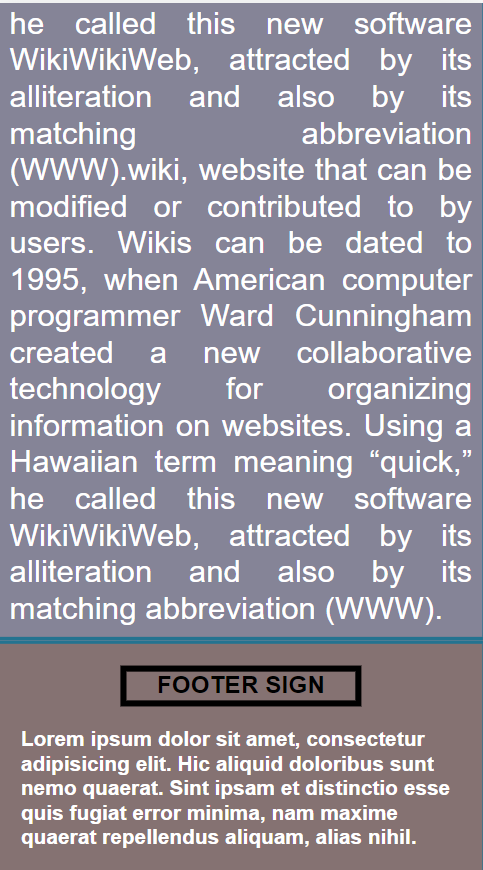 he called this new software
WikiWikiWeb, attracted by its
alliteration and also by its
matching abbreviation
(WWW).wiki, website that can be
modified or contributed to by
users. Wikis can be dated to
1995, when American computer
programmer Ward Cunningham
created a new collaborative
technology for organizing
information on websites. Using a
Hawaiian term meaning “quick,”
he called this new software
WikiWikiWeb, attracted by its
alliteration and also by its
matching abbreviation (WWW).
FOOTER SIGN
Lorem ipsum dolor sit amet, consectetur
adipisicing elit. Hic aliquid doloribus sunt
nemo quaerat. Sint ipsam et distinctio esse
quis fugiat error minima, nam maxime
quaerat repellendus aliquam, alias nihil.